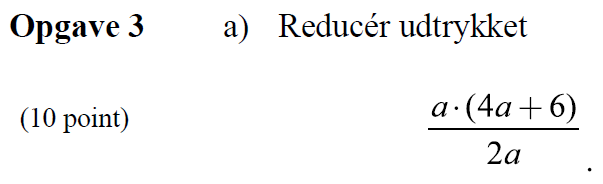 Opgave 3 a) Reducér udtrykket
(10 point)
a·(4a+6)
2a
.